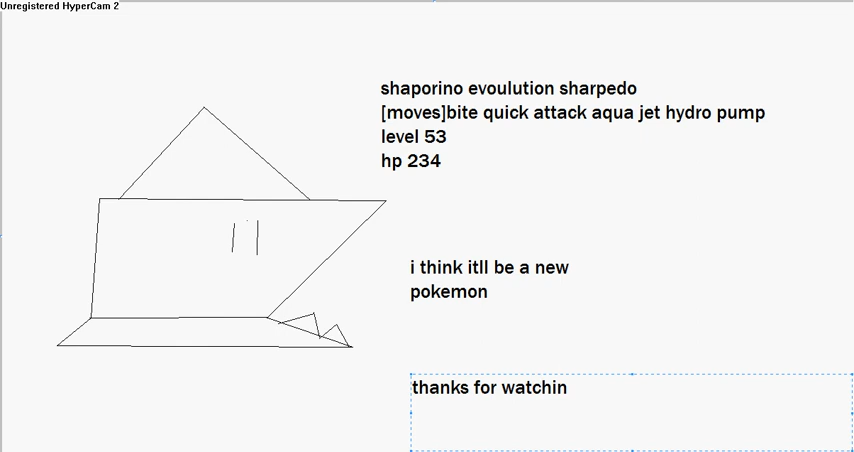 Unregistered HyperCam 2
shaporino evoulution sharpedo
[moves]bite quick attack aqua jet hydro pump
level 53
hp 234
i think itll be a new
pokemon
thanks for watchin